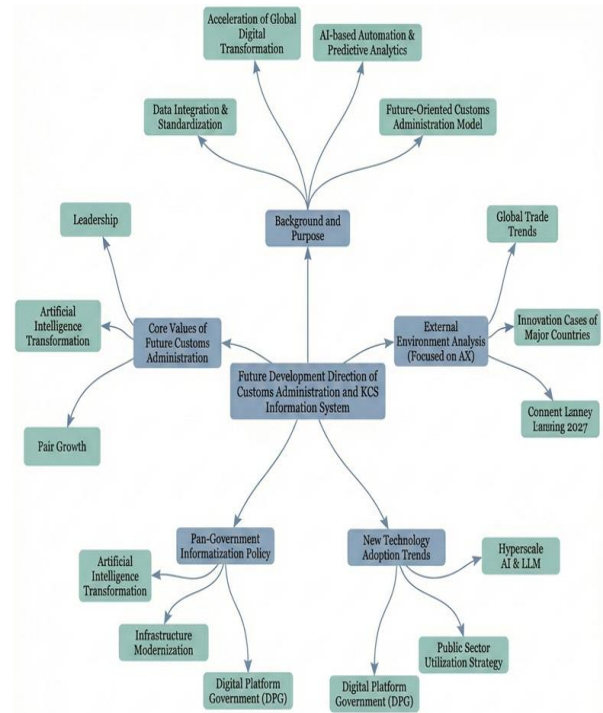 Acceleration of Global
Digital
Transformation
AI-based Automation &
Predictive Analytics
Data Integration &
Standardization
Future-Oriented Customs
Administration Model
Background and
Purpose
Leadership
Artificial
Intelligence
Transformation
Pair Growth
Core Values of
Future Customs
Administration
Global Trade
Trends
Innovation Cases of
Major Countries
External
Environment Analysis
(Focused on AX)
Connent
2027
Future Development Direction of
Customs Administration and KCS
Information System
Pan-Government
Informatization Policy
Artificial
Intelligence
Transformation
Infrastructure
Modernization
Digital Platform
Government (DPG)
New Technology
Adoption Trends
Hyperscale
AI & LLM
Public Sector
Utilization Strategy
Digital Platform
Government (DPG)